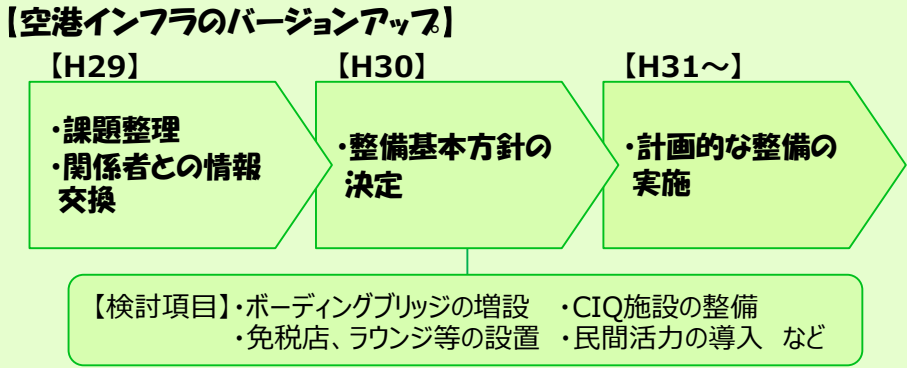 【空港インフラのバージョンアップ】
【H29】 【H30】 【H31～】
・課題整理
・関係者との情報
交換
・整備基本方針の
決定
・計画的な整備の
実施
【検討項目】・ボーディングブリッジの増設 ・CIQ施設の整備
・免税店、ラウンジ等の設置 ・民間活力の導入 など